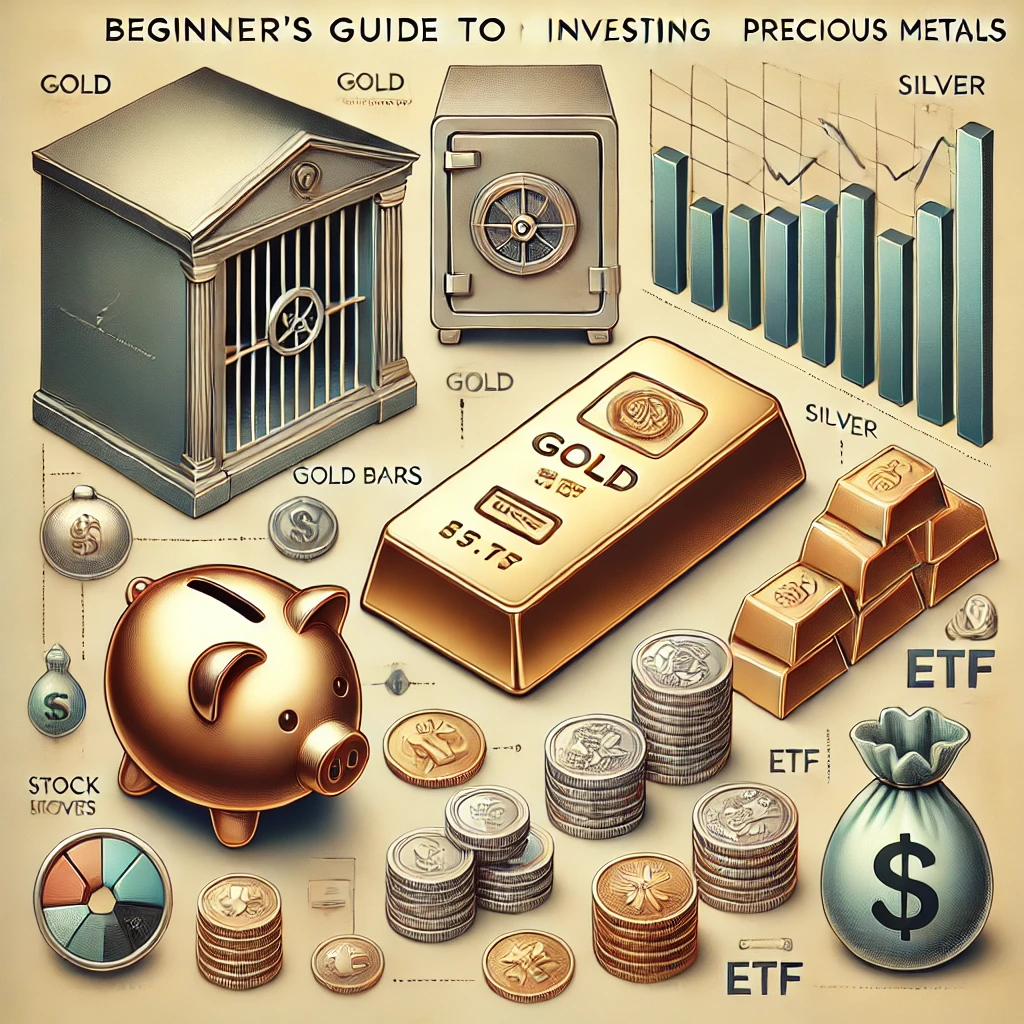 BEGINNER'S GUIDE TO INVESTING PRECIOUS METALS
GOLD
GOLD
SILVER
GOLD
SILVER
GOLD BARS
GOLD
85.75
S
S
ETF
ETF
STOCK
$
ETF